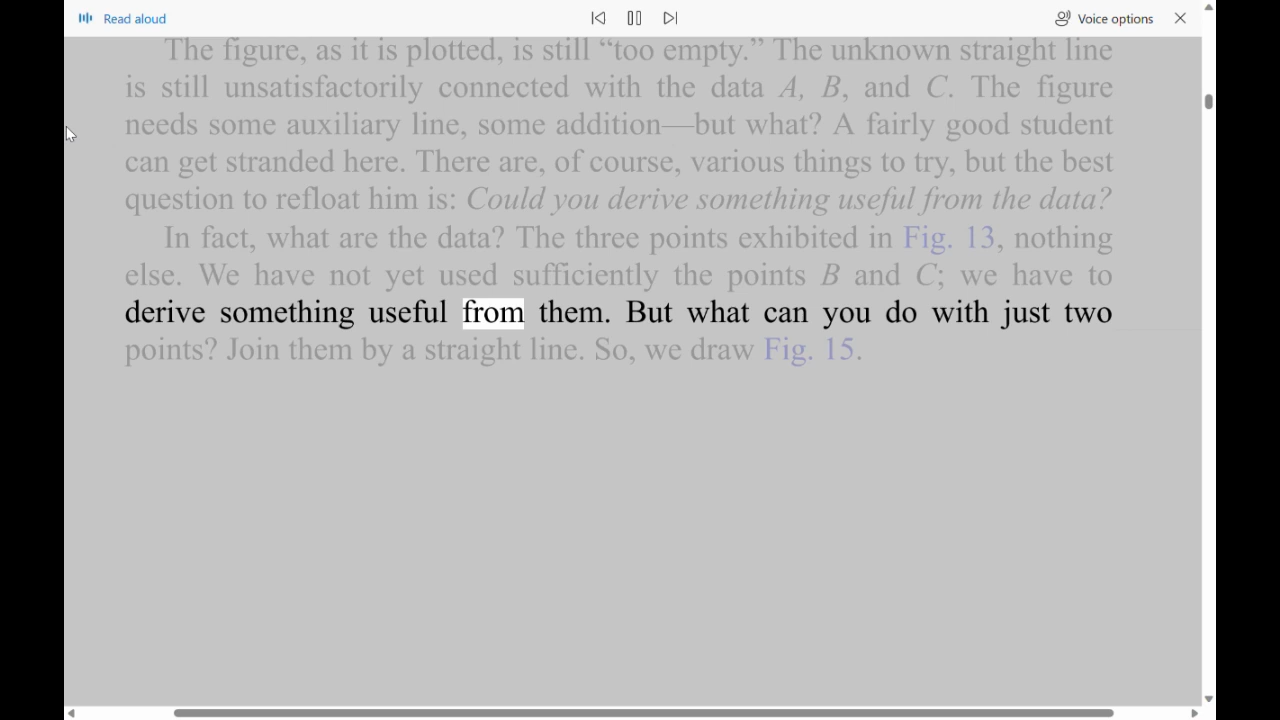 Read aloud
Voice options
The figure, as it is plotted, is still “too empty.” The unknown straight line
is still unsatisfactorily connected with the data A, B, and C. The figure
needs some auxiliary line, some addition—but what? A fairly good student
can get stranded here. There are, of course, various things to try, but the best
question to refloat him is: Could you derive something useful from the data?
In fact, what are the data? The three points exhibited in Fig. 13, nothing
else. We have not yet used sufficiently the points B and C; we have to
derive something useful from them. But what can you do with just two
points? Join them by a straight line. So, we draw Fig. 15.